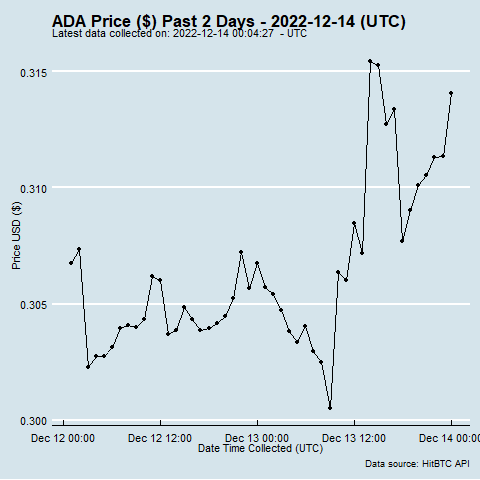 ADA Price ($) Past 2 Days - 2022-12-14 (UTC)
Latest data collected on: 2022-12-14 00:04:27  - UTC
0.315
0.310
0.305
0.300
Price USD ($)
Dec 12 00:00 Dec 12 12:00 Dec 13 00:00 Dec 13 12:00 Dec 14 00:00
Date Time Collected (UTC)
Data source: HitBTC API